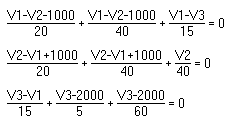 (V1-V2-1000)/20 + (V1-V2-1000)/40 + (V1-V3)/15 = 0
(V2-V1+1000)/20 + (V2-V1+1000)/40 + V2/40 = 0
(V3-V1)/15 + (V3-2000)/5 + (V3-2000)/60 = 0